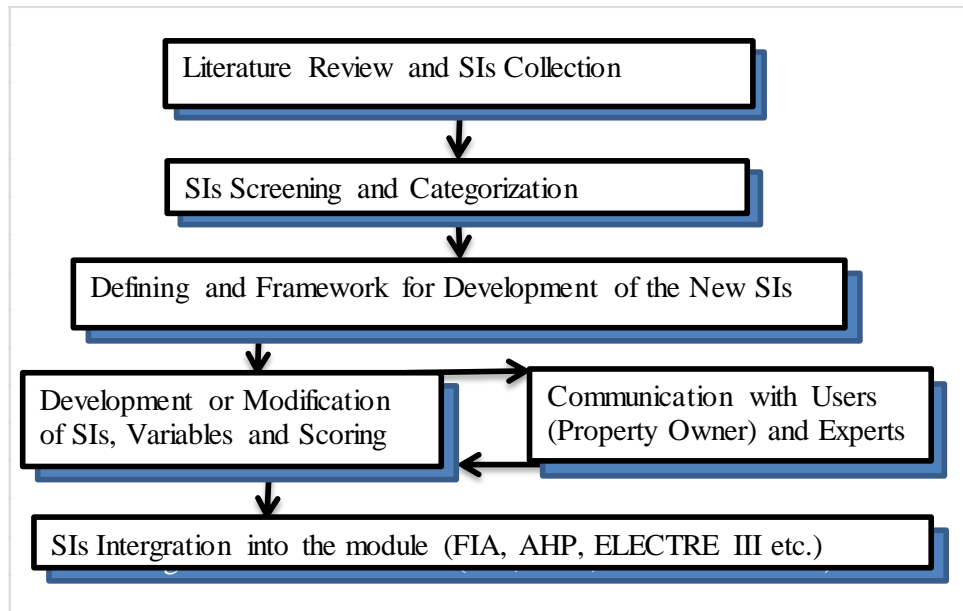 Literature Review and SIs Collection
SIs Screening and Categorization
Defining and Framework for Development of the New SIs
Development or Modification
of SIs, Variables and Scoring
Communication with Users
(Property Owner) and Experts
SIs Intergration into the module (FIA, AHP, ELECTRE III etc.)